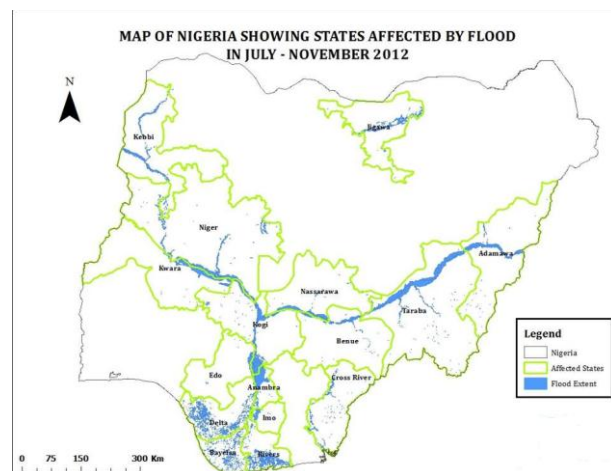 MAP OF NIGERIA SHOWING STATES AFFECTED BY FLOOD
IN JULY - NOVEMBER 2012
N
Kebbi
Jigawa
Niger
Adamawa
Kwara
Nassarawa
Taraba
Kogi
Benue
Edo
Cross River
Anambra
Imo
Delta
Bayelsa
Rivers
Legend
Nigeria
Affected States
Flood Extent
0 75 150 300 Km